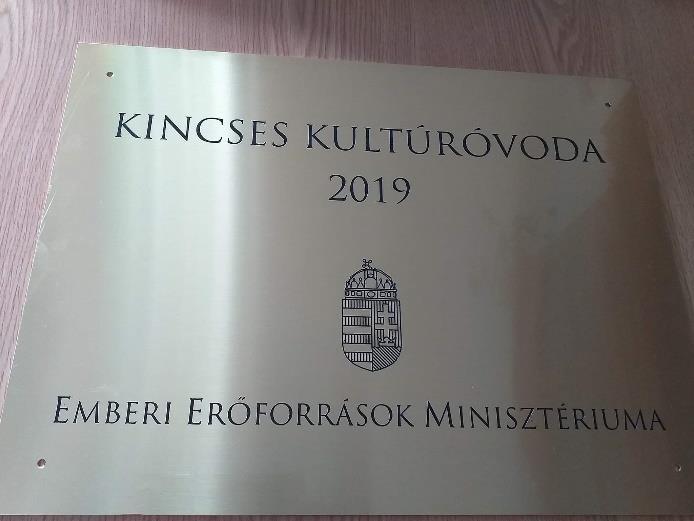 KINCSES KULTÚRÓVODA
2019
EMBERI ERŐFORRÁSOK MINISZTÉRIUMA